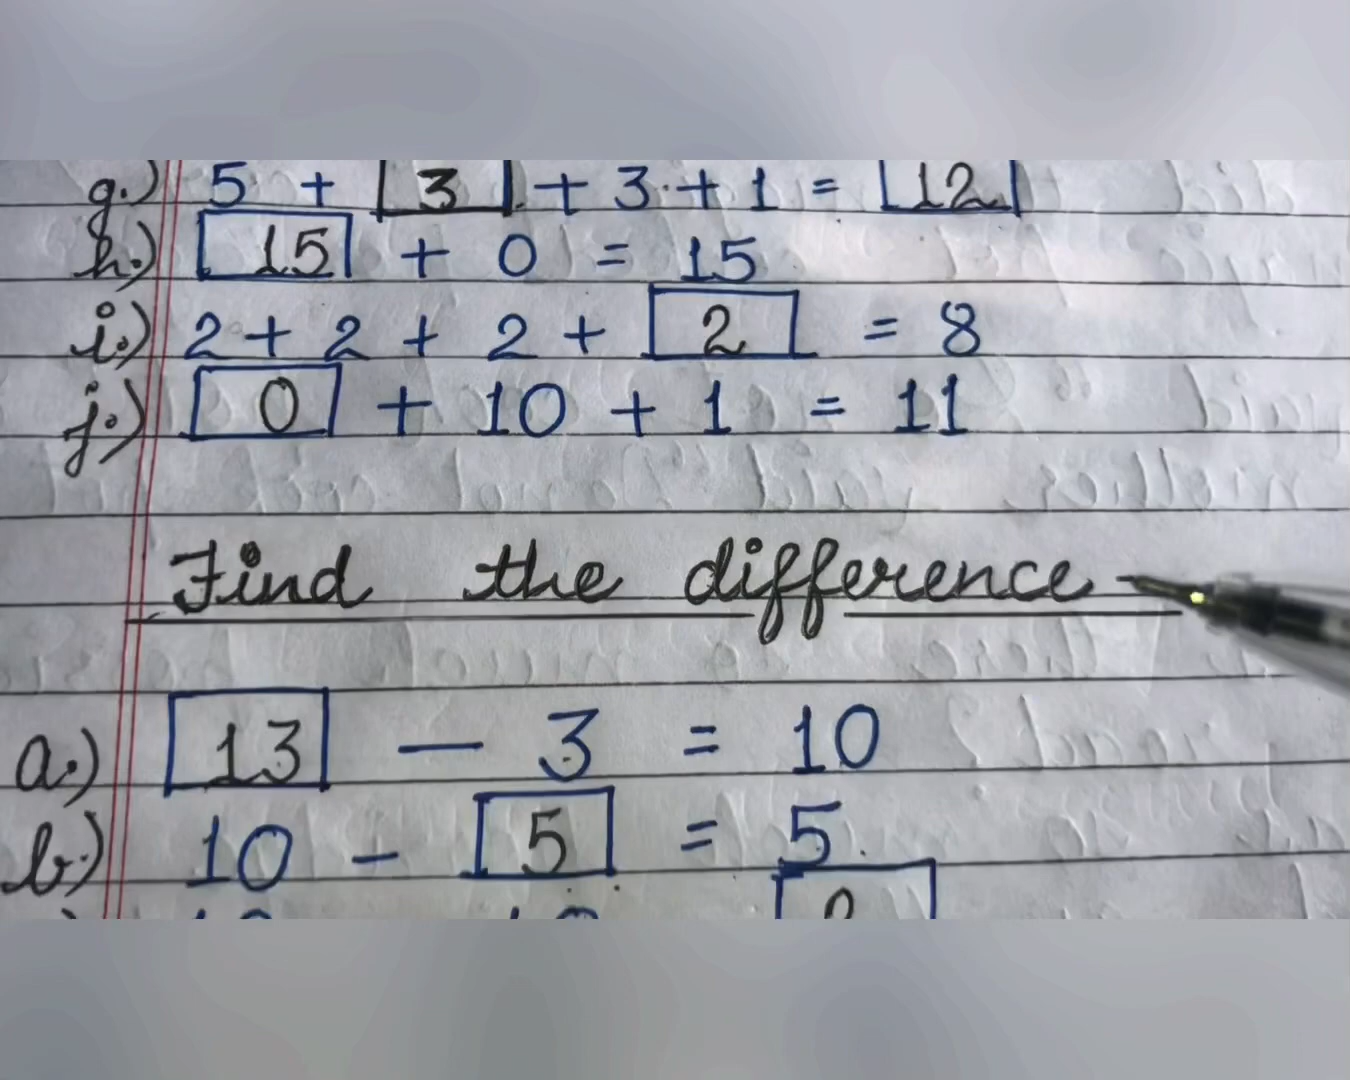 g.) 5 + 3 + 3 + 1 = 12
h.) 15 + 0 = 15
i.) 2 + 2 + 2 + 2 = 8
j.) 0 + 10 + 1 = 11
Find the difference
a.) 13 - 3 = 10
b.) 10 - 5 = 5